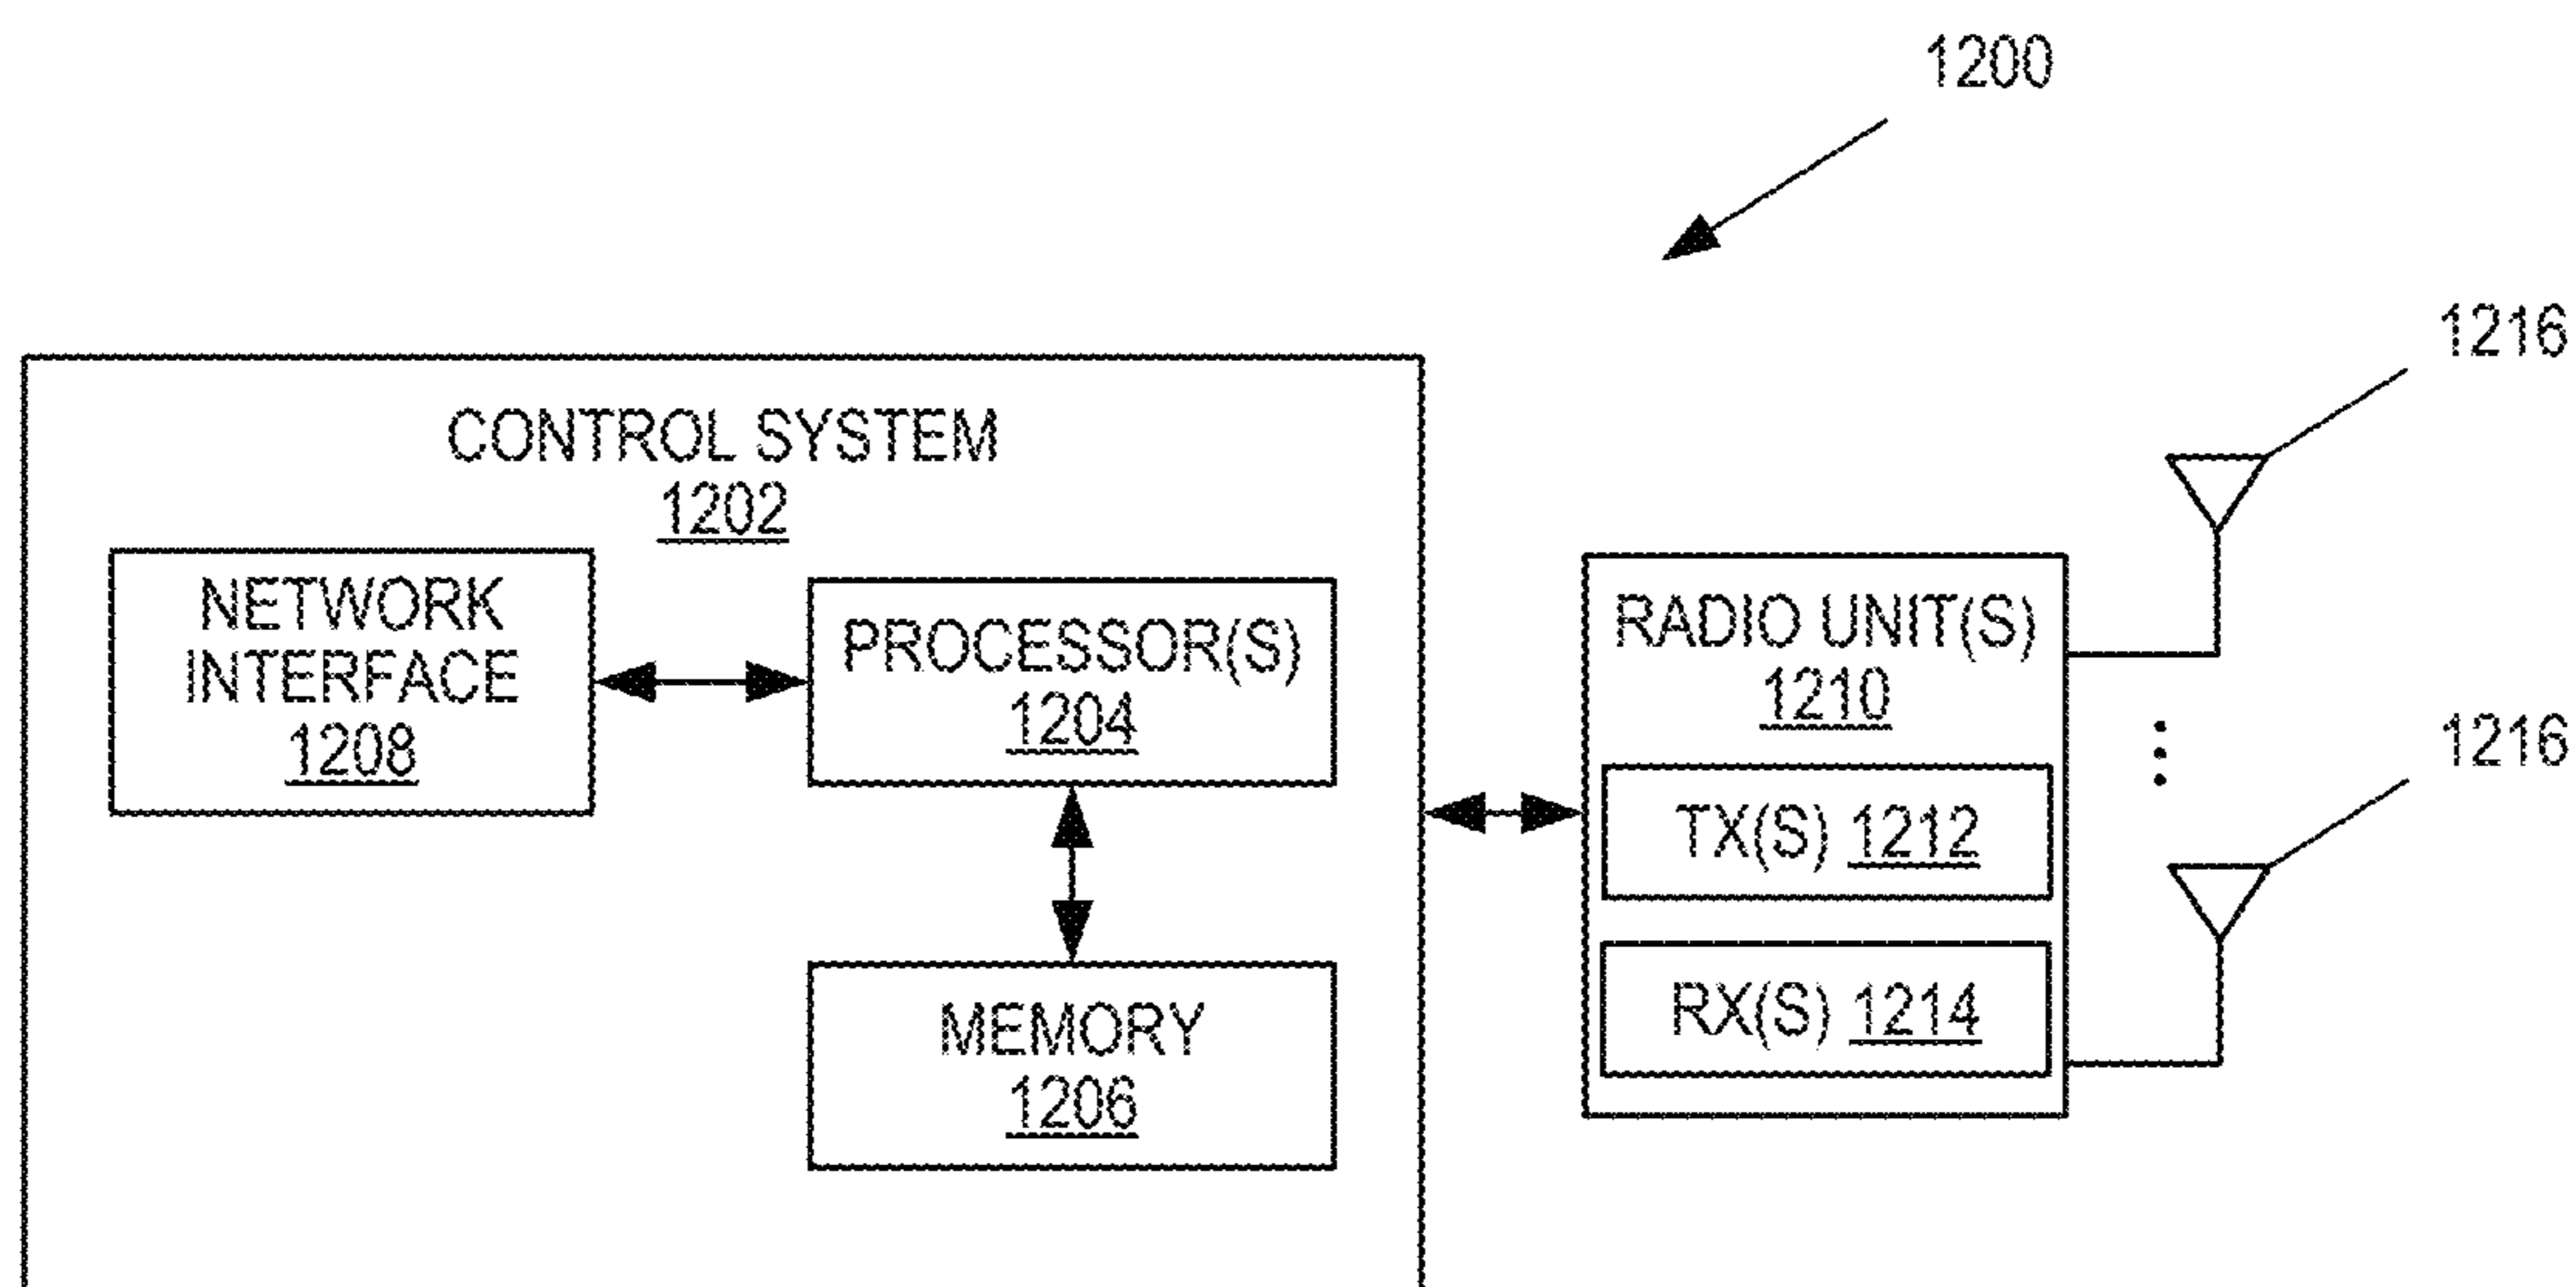 1200
1216
CONTROL SYSTEM
1202
NETWORK
INTERFACE
1208
PROCESSOR(S)
1204
MEMORY
1206
RADIO UNIT(S)
1210
TX(S) 1212
RX(S) 1214
1216